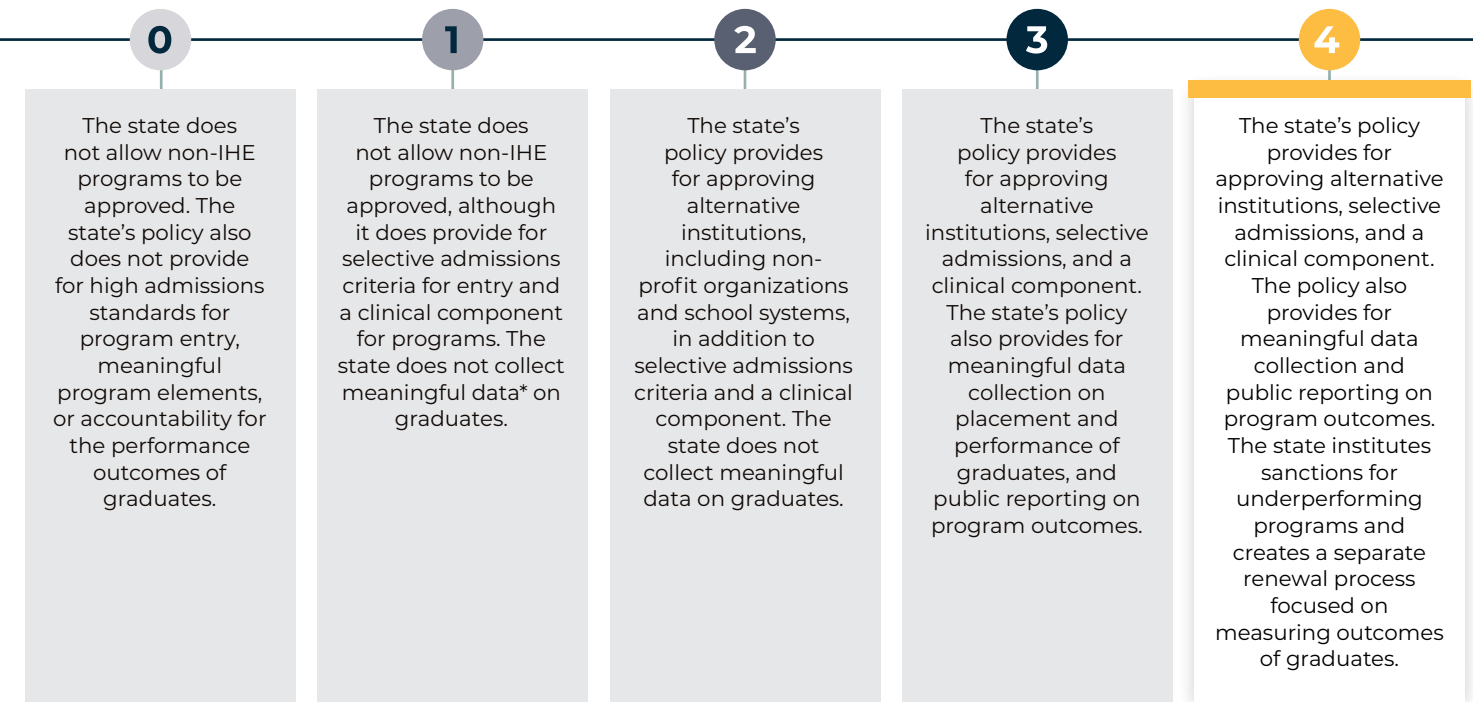 0
The state does
not allow non-IHE
programs to be
approved. The
state’s policy also
does not provide
for high admissions
standards for
program entry,
meaningful
program elements,
or accountability for
the performance
outcomes of
graduates.
1
The state does
not allow non-IHE
programs to be
approved, although
it does provide for
selective admissions
criteria for entry and
a clinical component
for programs. The
state does not collect
meaningful data* on
graduates.
2
The state’s
policy provides
for approving
alternative
institutions,
including non-
profit organizations
and school systems,
in addition to
selective admissions
criteria and a clinical
component. The
state does not
collect meaningful
data on graduates.
3
The state’s
policy provides
for approving
alternative
institutions, selective
admissions, and a
clinical component.
The state’s policy
also provides for
meaningful data
collection on
placement and
performance of
graduates, and
public reporting on
program outcomes.
4
The state’s policy
provides for
approving alternative
institutions, selective
admissions, and a
clinical component.
The policy also
provides for
meaningful data
collection and
public reporting on
program outcomes.
The state institutes
sanctions for
underperforming
programs and
creates a separate
renewal process
focused on
measuring outcomes
of graduates.